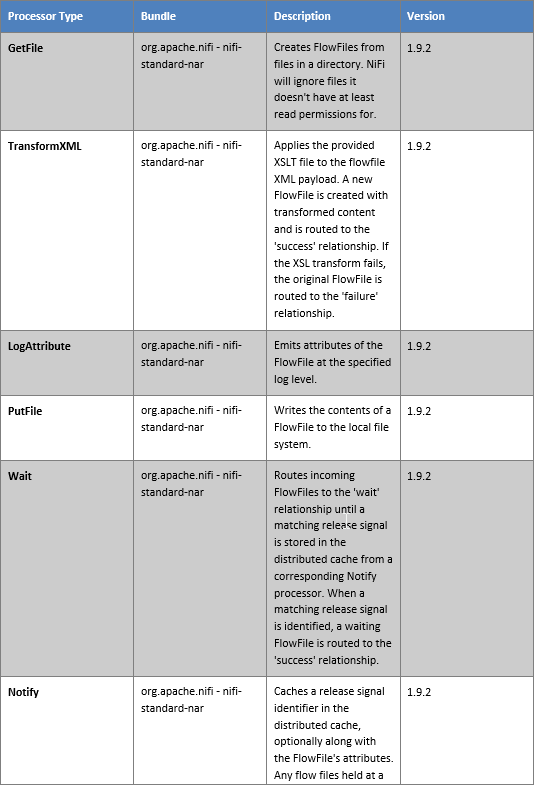 Processor Type Bundle Description Version
GetFile
org.apache.nifi - nifi-
standard-nar
Creates FlowFiles from
files in a directory. NiFi
will ignore files it
doesn't have at least
read permissions for.
1.9.2
TransformXML
org.apache.nifi - nifi-
standard-nar
Applies the provided
XSLT file to the flowfile
XML payload. A new
FlowFile is created with
transformed content
and is routed to the
'success' relationship. If
the XSL transform fails,
the original FlowFile is
routed to the 'failure'
relationship.
1.9.2
LogAttribute
org.apache.nifi - nifi-
standard-nar
Emits attributes of the
FlowFile at the specified
log level.
1.9.2
PutFile
org.apache.nifi - nifi-
standard-nar
Writes the contents of a
FlowFile to the local file
system.
1.9.2
Wait
org.apache.nifi - nifi-
standard-nar
Routes incoming
FlowFiles to the 'wait'
relationship until a
matching release signal
is stored in the
distributed cache from a
corresponding Notify
processor. When a
matching release signal
is identified, a waiting
FlowFile is routed to the
'success' relationship.
1.9.2
Notify
org.apache.nifi - nifi-
standard-nar
Caches a release signal
identifier in the
distributed cache,
optionally along with
the FlowFile's attributes.
Any flow files held at a
1.9.2